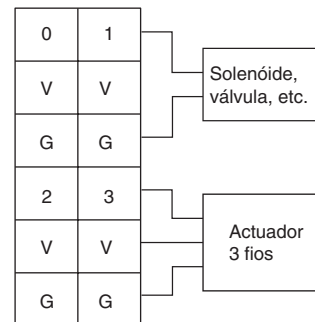 0 1
V V
G G
2 3
V V
G G
Solenóide,
válvula, etc.
Actuador
3 fios